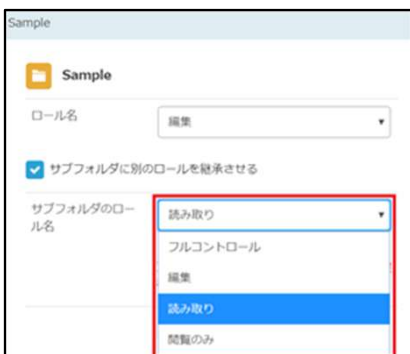 Sample
Sample
ロール名
編集
サブフォルダに別のロールを継承させる
サブフォルダのロー
ル名
読み取り
フルコントロール
編集
読み取り
閲覧のみ